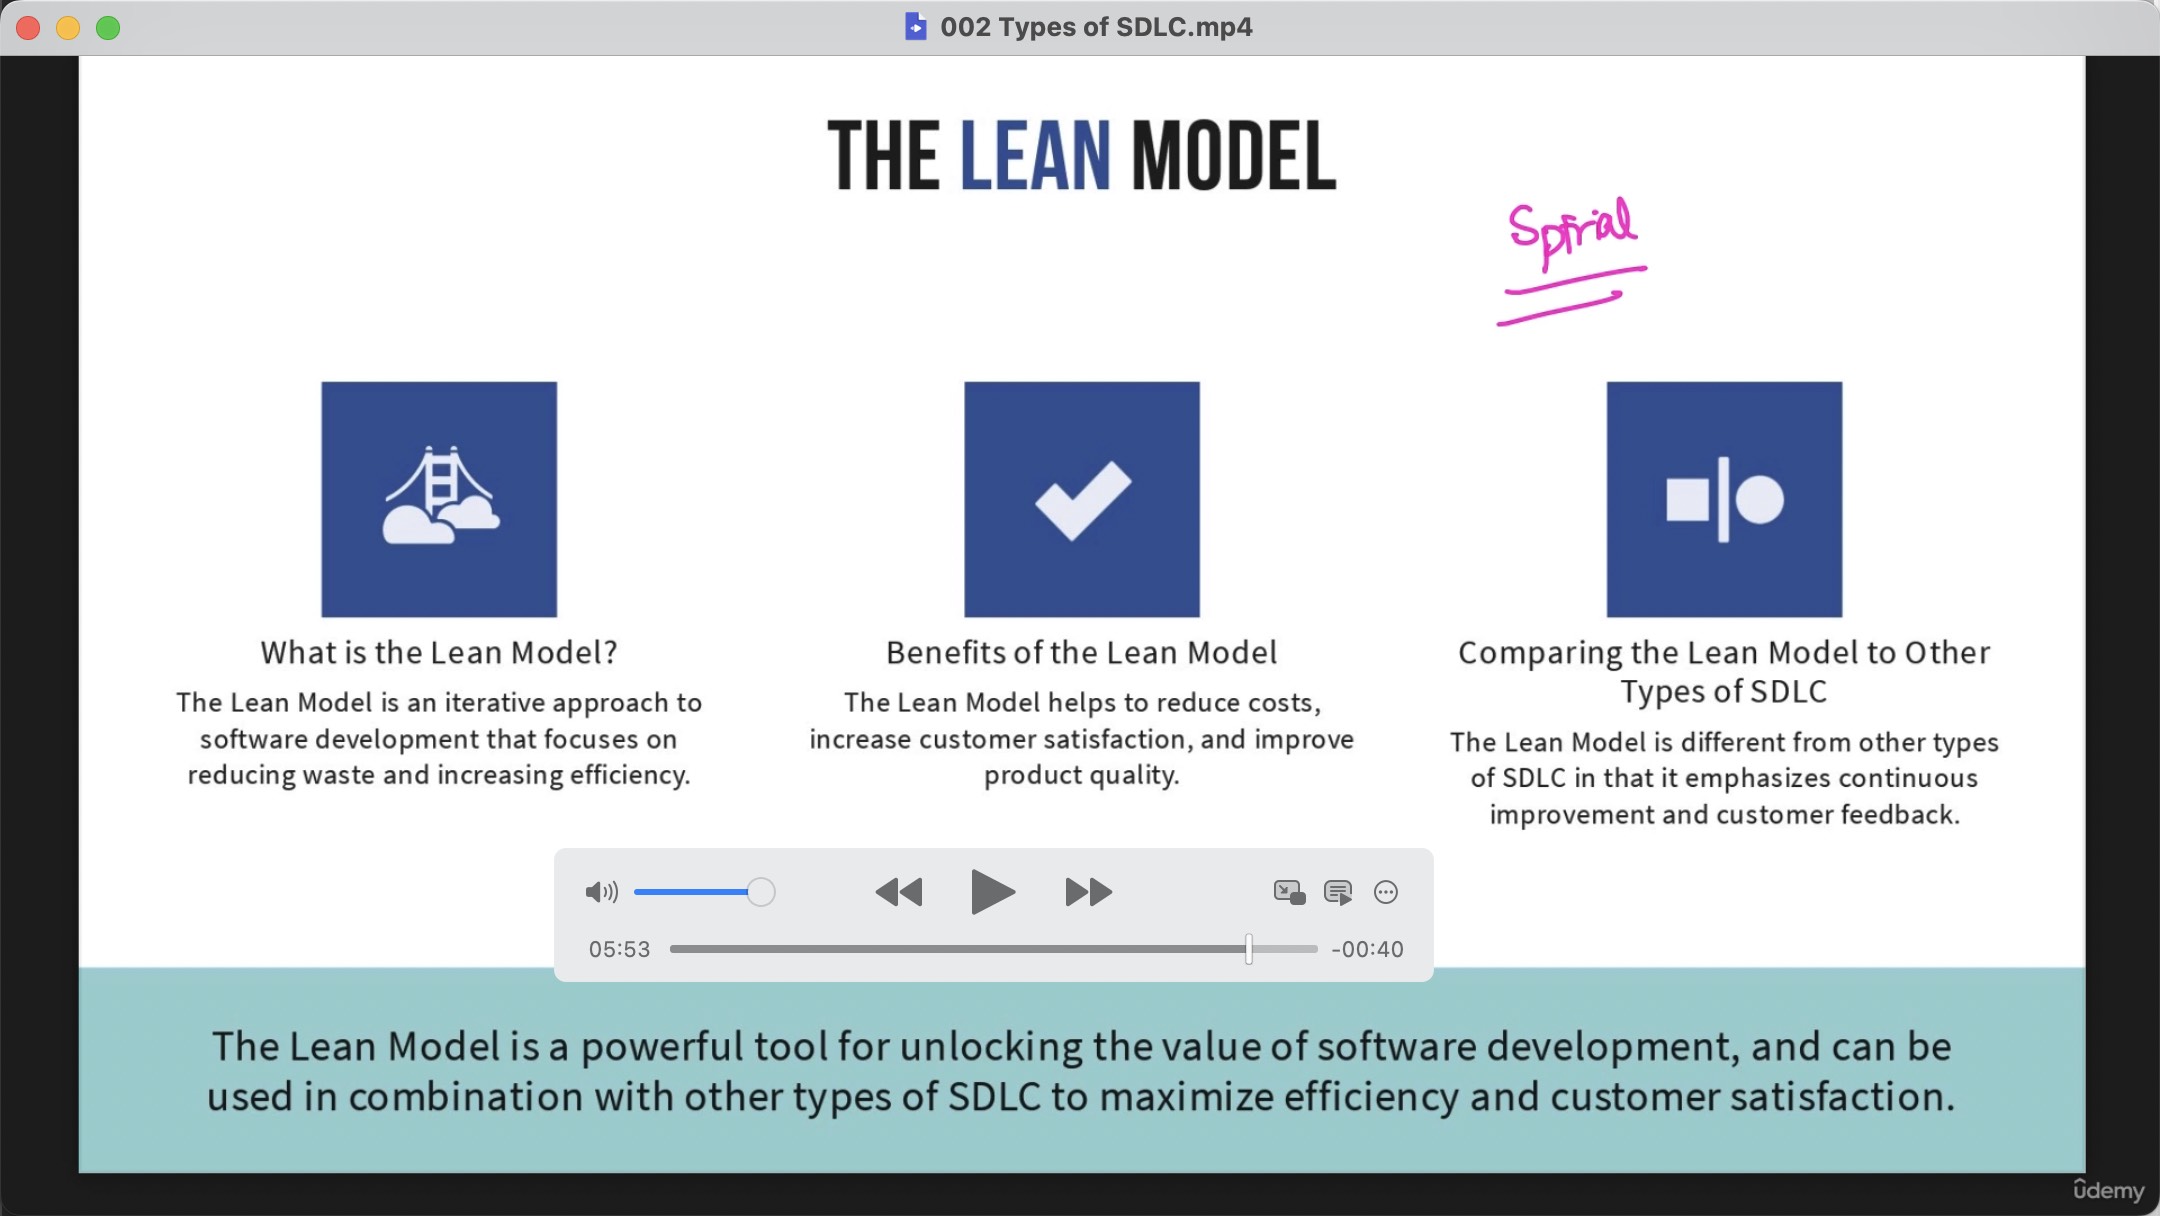 002 Types of SDLC.mp4
THE LEAN MODEL
Spirial
What is the Lean Model?
The Lean Model is an iterative approach to
software development that focuses on
reducing waste and increasing efficiency.
Benefits of the Lean Model
The Lean Model helps to reduce costs,
increase customer satisfaction, and improve
product quality.
Comparing the Lean Model to Other
Types of SDLC
The Lean Model is different from other types
of SDLC in that it emphasizes continuous
improvement and customer feedback.
05:53
-00:40
The Lean Model is a powerful tool for unlocking the value of software development, and can be
used in combination with other types of SDLC to maximize efficiency and customer satisfaction.
udemy